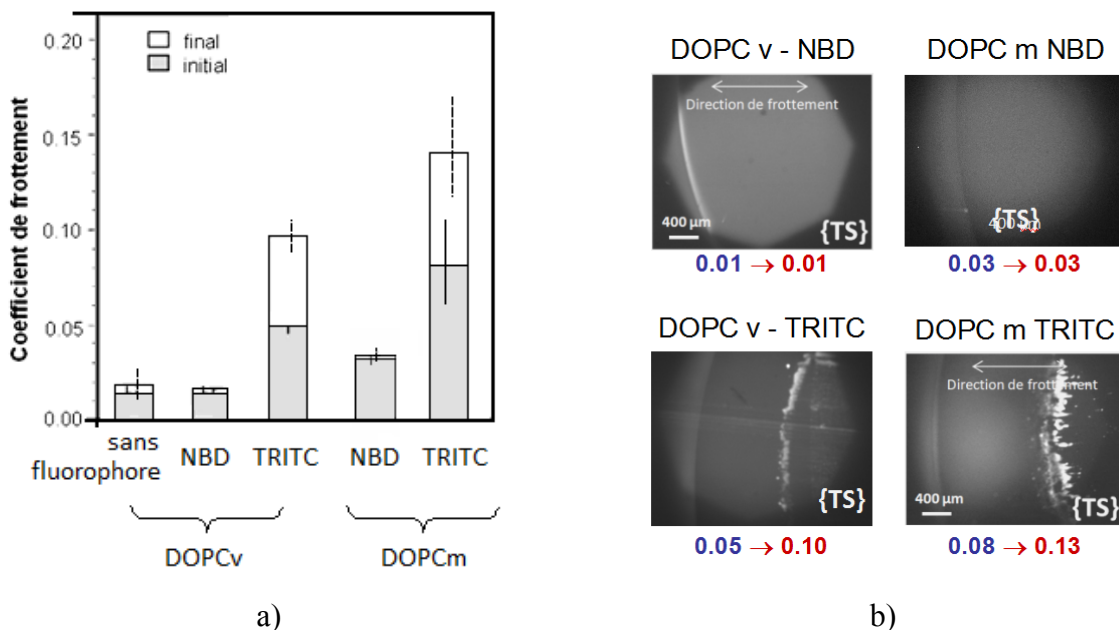 0.20
0.15
0.10
0.05
0.00
Coefficient de frottement
final
initial
sans
fluorophore
NBD
TRITC
NBD
TRITC
DOPCv
DOPCm
a)
DOPC v - NBD
Direction de frottement
400 µm
{TS}
0.01 → 0.01
DOPC m NBD
{TS}
400 µm
0.03 → 0.03
DOPC v - TRITC
{TS}
0.05 → 0.10
DOPC m TRITC
Direction de frottement
400 µm
{TS}
0.08 → 0.13
b)